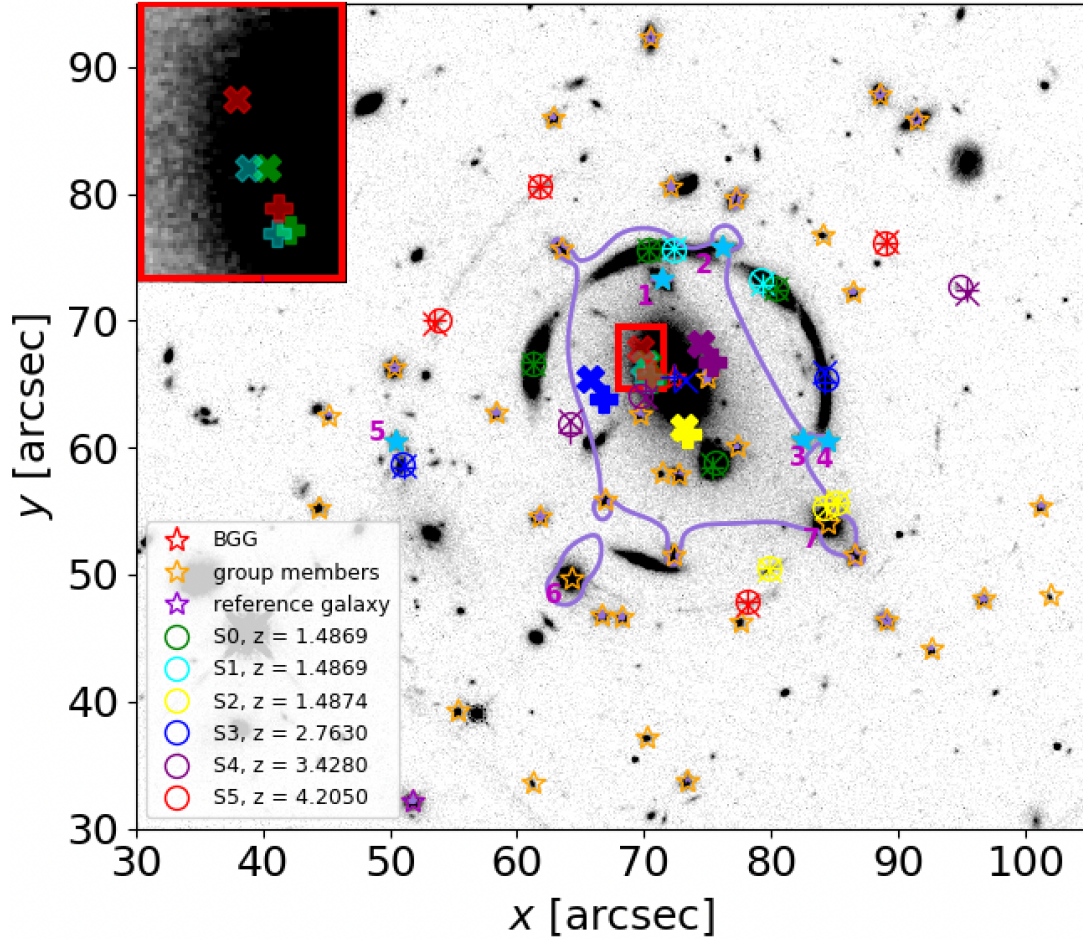 90
80
70
60
50
40
30
y [arcsec]
2
1
5
3
4
7
6
BGG
group members
reference galaxy
S0, z = 1.4869
S1, z = 1.4869
S2, z = 1.4874
S3, z = 2.7630
S4, z = 3.4280
S5, z = 4.2050
30 40 50 60 70 80 90 100
x [arcsec]